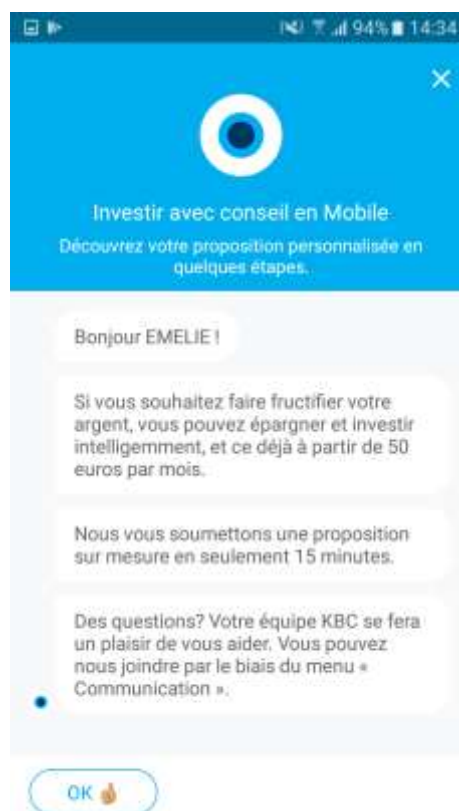 94% 14:34
Investir avec conseil en Mobile
Découvrez votre proposition personnalisée en
quelques étapes.
Bonjour EMELIE !
Si vous souhaitez faire fructifier votre
argent, vous pouvez épargner et investir
intelligemment, et ce déjà à partir de 50
euros par mois.
Nous vous soumettons une proposition
sur mesure en seulement 15 minutes.
Des questions? Votre équipe KBC se fera
un plaisir de vous aider. Vous pouvez
nous joindre par le biais du menu «
Communication ».
OK